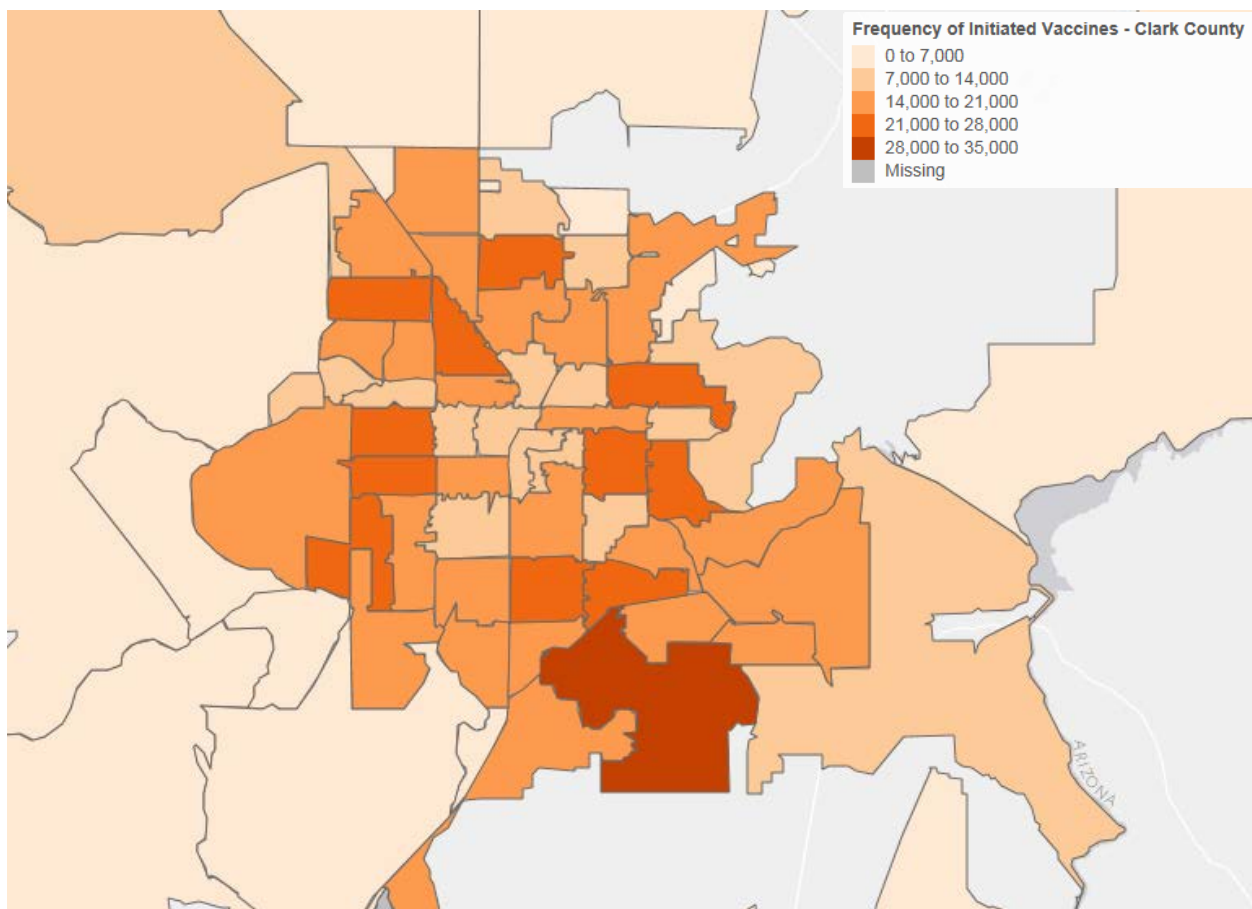 Frequency of Initiated Vaccines - Clark County
0 to 7,000
7,000 to 14,000
14,000 to 21,000
21,000 to 28,000
28,000 to 35,000
Missing
ARIZONA